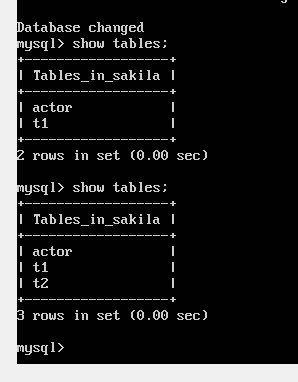 Database changed
mysql> show tables;
+------------------+
| Tables_in_sakila |
+------------------+
| actor            |
| t1               |
+------------------+
2 rows in set (0.00 sec)

mysql> show tables;
+------------------+
| Tables_in_sakila |
+------------------+
| actor            |
| t1               |
| t2               |
+------------------+
3 rows in set (0.00 sec)

mysql>